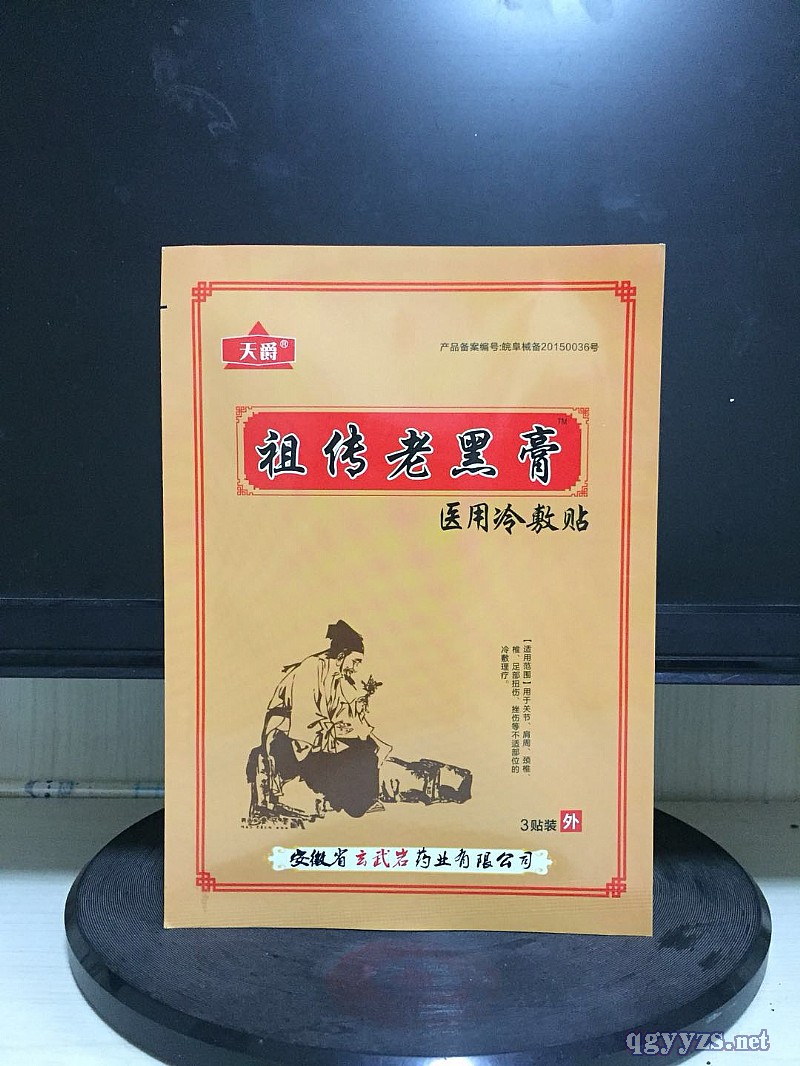 天爵®
产品备案编号:皖阜械备20150036号
祖传老黑膏™
医用冷敷贴
【适用范围】用于关节、肩周、颈椎、
椎、足部扭伤、挫伤等不适部位的
冷敷理疗。
3贴装 外
安徽省玄武岩药业有限公司
qgyyzs.net